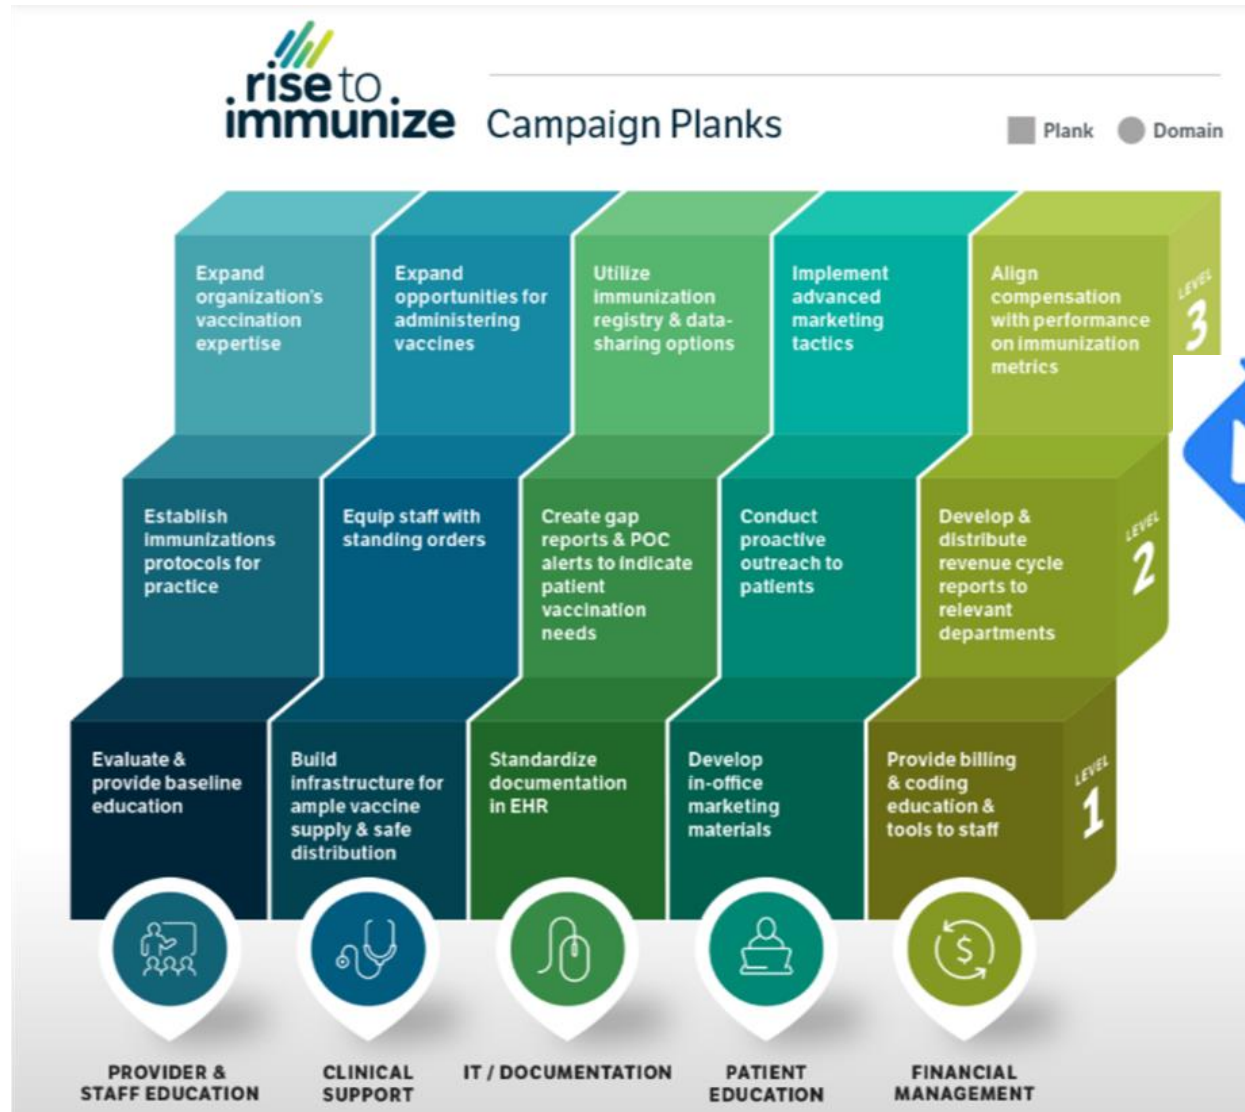 rise to
immunize
Campaign Planks
Plank
Domain
Expand
organization's
vaccination
expertise
Expand
opportunities for
administering
vaccines
Utilize
immunization
registry & data-
sharing options
Implement
advanced
marketing
tactics
Align
compensation
with performance
on immunization
metrics
LEVEL
3
Establish
immunizations
protocols for
practice
Equip staff with
standing orders
Create gap
reports & POC
alerts to indicate
patient
vaccination
needs
Conduct
proactive
outreach to
patients
Develop &
distribute
revenue cycle
reports to
relevant
departments
LEVEL
2
Evaluate &
provide baseline
education
Build
infrastructure for
ample vaccine
supply & safe
distribution
Standardize
documentation
in EHR
Develop
in-office
marketing
materials
Provide billing
& coding
education &
tools to staff
LEVEL
1
$
PROVIDER &
STAFF EDUCATION
CLINICAL
SUPPORT
IT / DOCUMENTATION
PATIENT
EDUCATION
FINANCIAL
MANAGEMENT